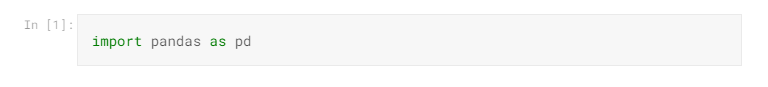 In [1]:
import pandas as pd